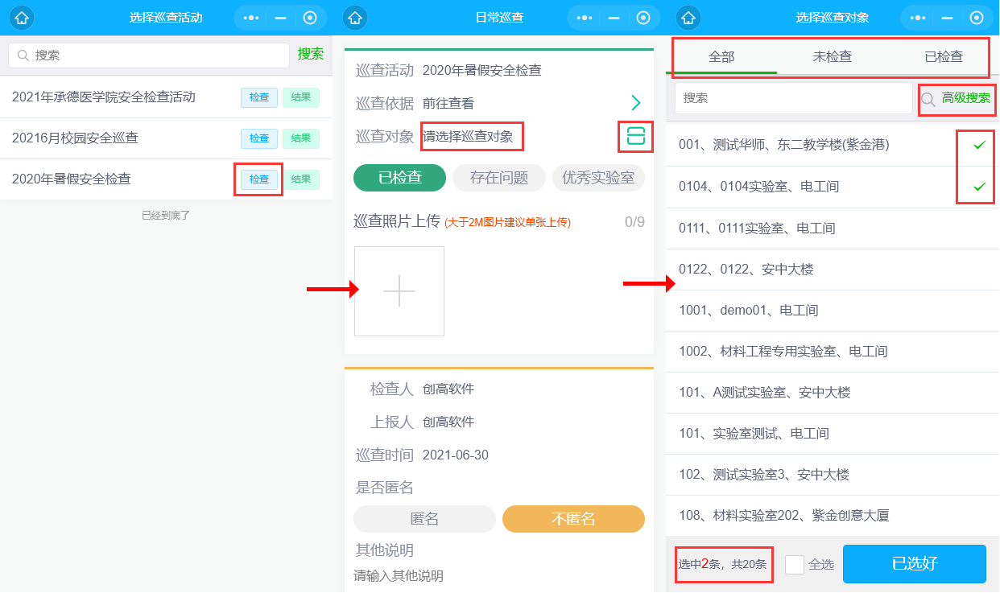 选择巡查活动
搜索
搜索
2021年承德医学院安全检查活动 检查 结果
20216月校园安全巡查 检查 结果
2020年暑假安全检查 检查 结果
已经到底了
日常巡查
巡查活动 2020年暑假安全检查
巡查依据 前往查看
巡查对象 请选择巡查对象
已检查 存在问题 优秀实验室
巡查照片上传 (大于2M图片建议单张上传) 0/9
检查人 创高软件
上报人 创高软件
巡查时间 2021-06-30
是否匿名
匿名 不匿名
其他说明
请输入其他说明
选择巡查对象
全部 未检查 已检查
搜索 高级搜索
001、测试华师、东二教学楼(紫金港)
0104、0104实验室、电工间
0111、0111实验室、电工间
0122、0122、安中大楼
1001、demo01、电工间
1002、材料工程专用实验室、电工间
101、A测试实验室、安中大楼
101、实验室测试、电工间
102、测试实验室3、安中大楼
108、材料实验室202、紫金创意大厦
选中2条，共20条 全选 已选好